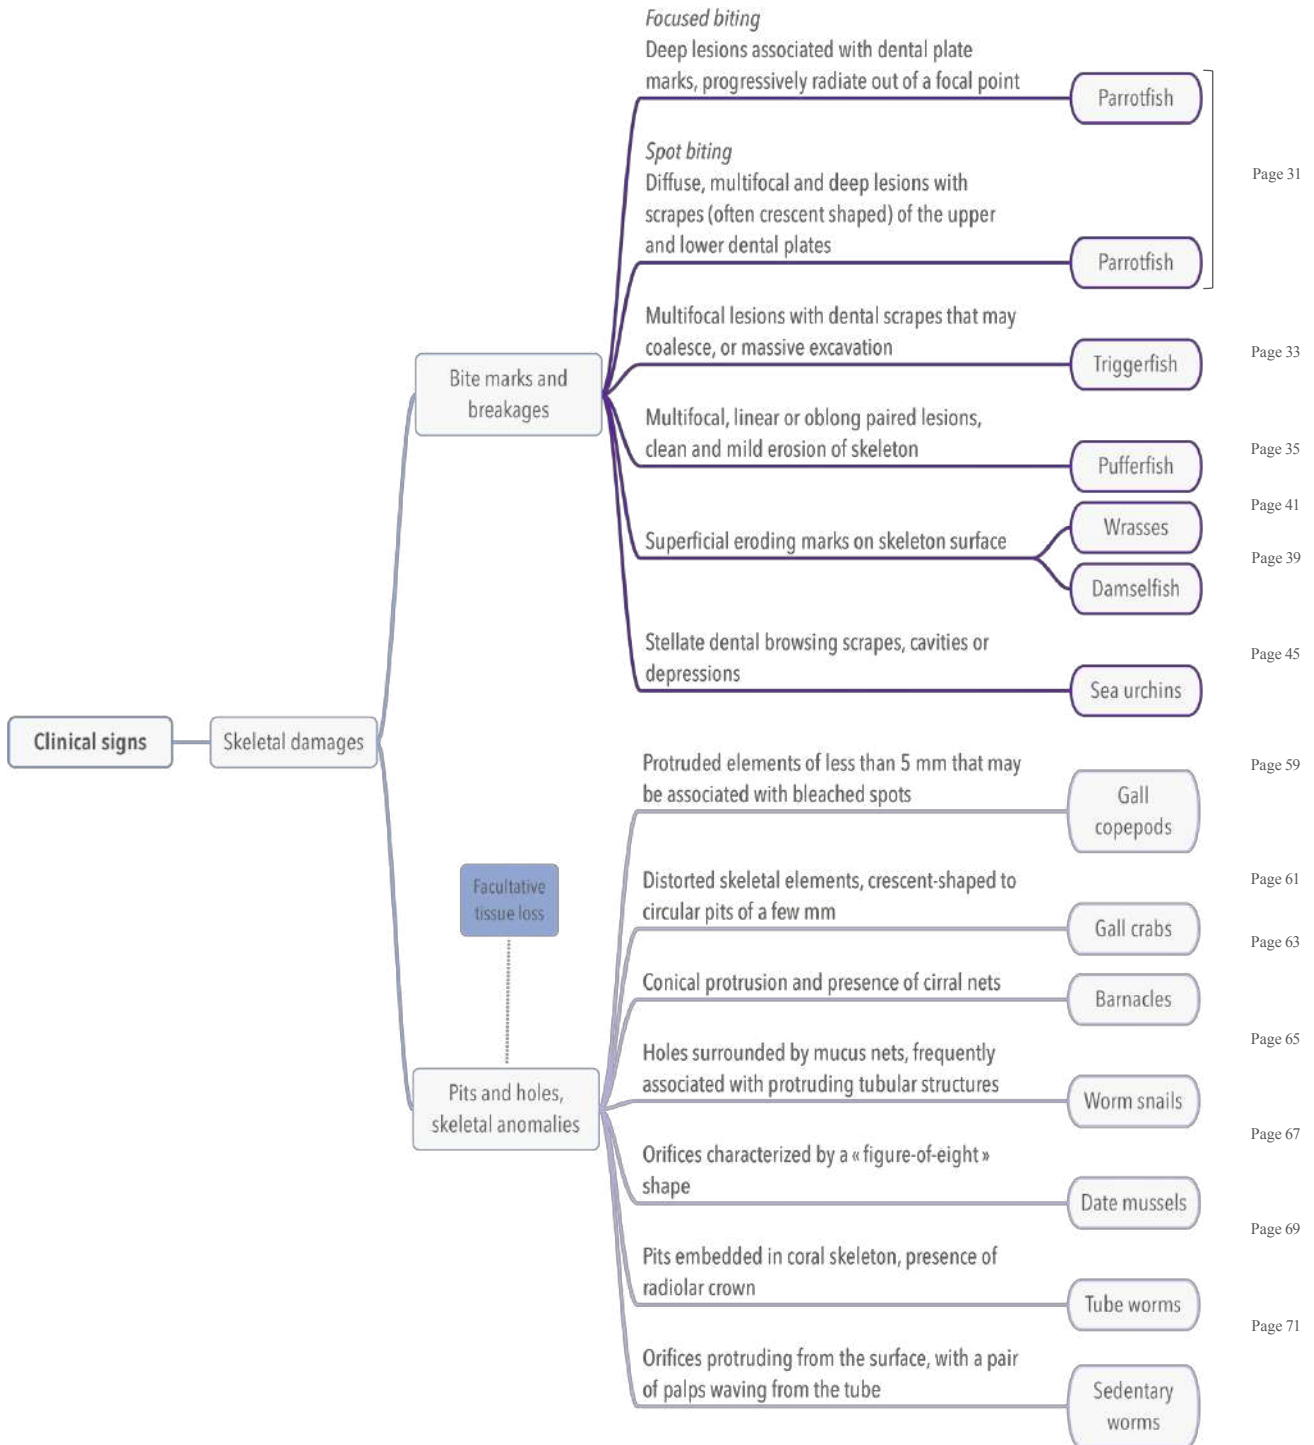 Focused biting
Deep lesions associated with dental plate
marks, progressively radiate out of a focal point
Parrotfish
Page 31
Spot biting
Diffuse, multifocal and deep lesions with
scrapes (often crescent shaped) of the upper
and lower dental plates
Parrotfish
Multifocal lesions with dental scrapes that may
coalesce, or massive excavation
Triggerfish
Page 33
Bite marks and
breakages
Multifocal, linear or oblong paired lesions,
clean and mild erosion of skeleton
Pufferfish
Page 35
Superficial eroding marks on skeleton surface
Wrasses
Page 41
Damselfish
Page 39
Stellate dental browsing scrapes, cavities or
depressions
Sea urchins
Page 45
Clinical signs
Skeletal damages
Protruded elements of less than 5 mm that may
be associated with bleached spots
Gall
copepods
Page 59
Facultative
tissue loss
Distorted skeletal elements, crescent-shaped to
circular pits of a few mm
Gall crabs
Page 61
Conical protrusion and presence of cirral nets
Barnacles
Page 63
Pits and holes,
skeletal anomalies
Holes surrounded by mucus nets, frequently
associated with protruding tubular structures
Worm snails
Page 65
Orifices characterized by a « figure-of-eight »
shape
Date mussels
Page 67
Pits embedded in coral skeleton, presence of
radiolar crown
Tube worms
Page 69
Orifices protruding from the surface, with a pair
of palps waving from the tube
Sedentary
worms
Page 71